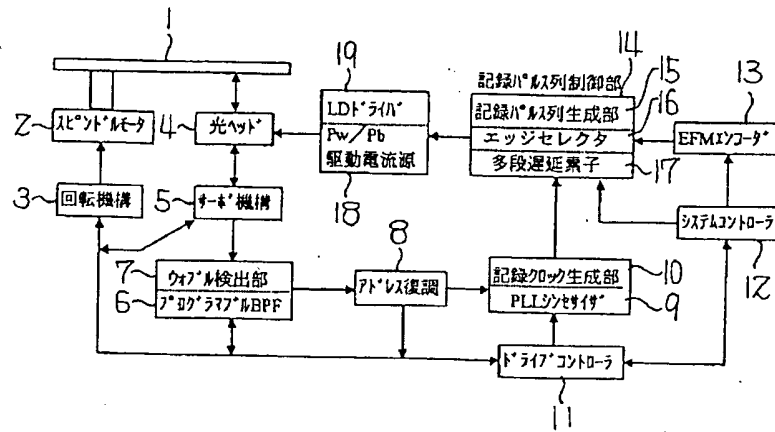 1
19
記録パルス列制御部
14
15
13
2
スピンドルモータ
4
光ヘッド
LDドライバ
Pw/Pb
駆動電流源
18
記録パルス列生成部
16
エッジセレクタ
多段遅延素子
17
EFMエンコーダ
3
回転機構
5
サーボ機構
システムコントローラ
12
7
ウォブル検出部
6
プログラマブルBPF
8
アドレス復調
記録クロック生成部
10
PLLシンセサイザ
9
ドライブコントローラ
11